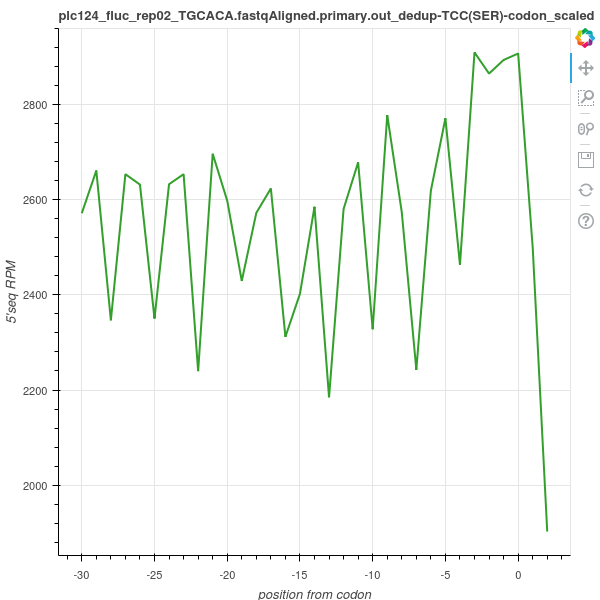 plc124_fluc_rep02_TGCACA.fastqAligned.primary.out_dedup-TCC(SER)-codon_scaled
2800
2600
2400
2200
2000
5'seq RPM
-30 -25 -20 -15 -10 -5 0
position from codon